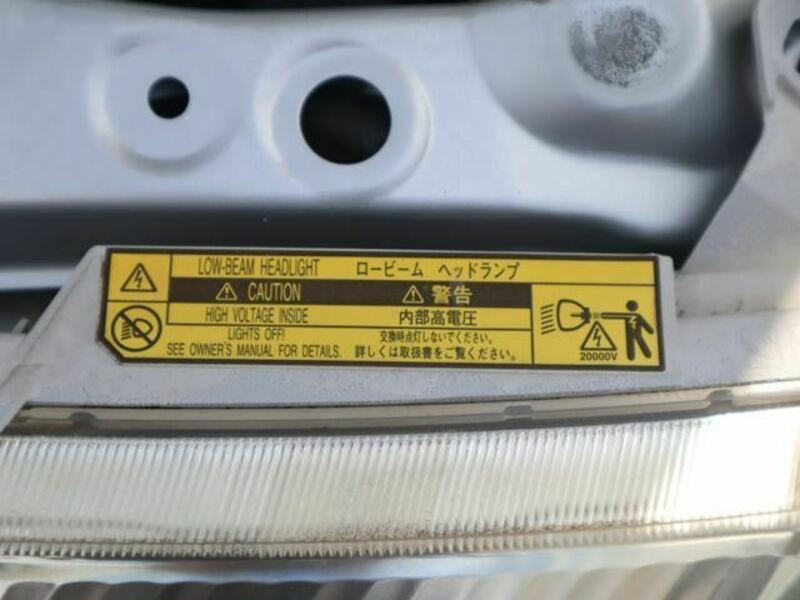 LOW-BEAM HEADLIGHT ロービーム ヘッドランプ
CAUTION 警告
HIGH VOLTAGE INSIDE 内部高電圧
LIGHTS OFF! 交換時点灯しないでください。
SEE OWNER'S MANUAL FOR DETAILS. 詳しくは取扱書をご覧ください。
20000V